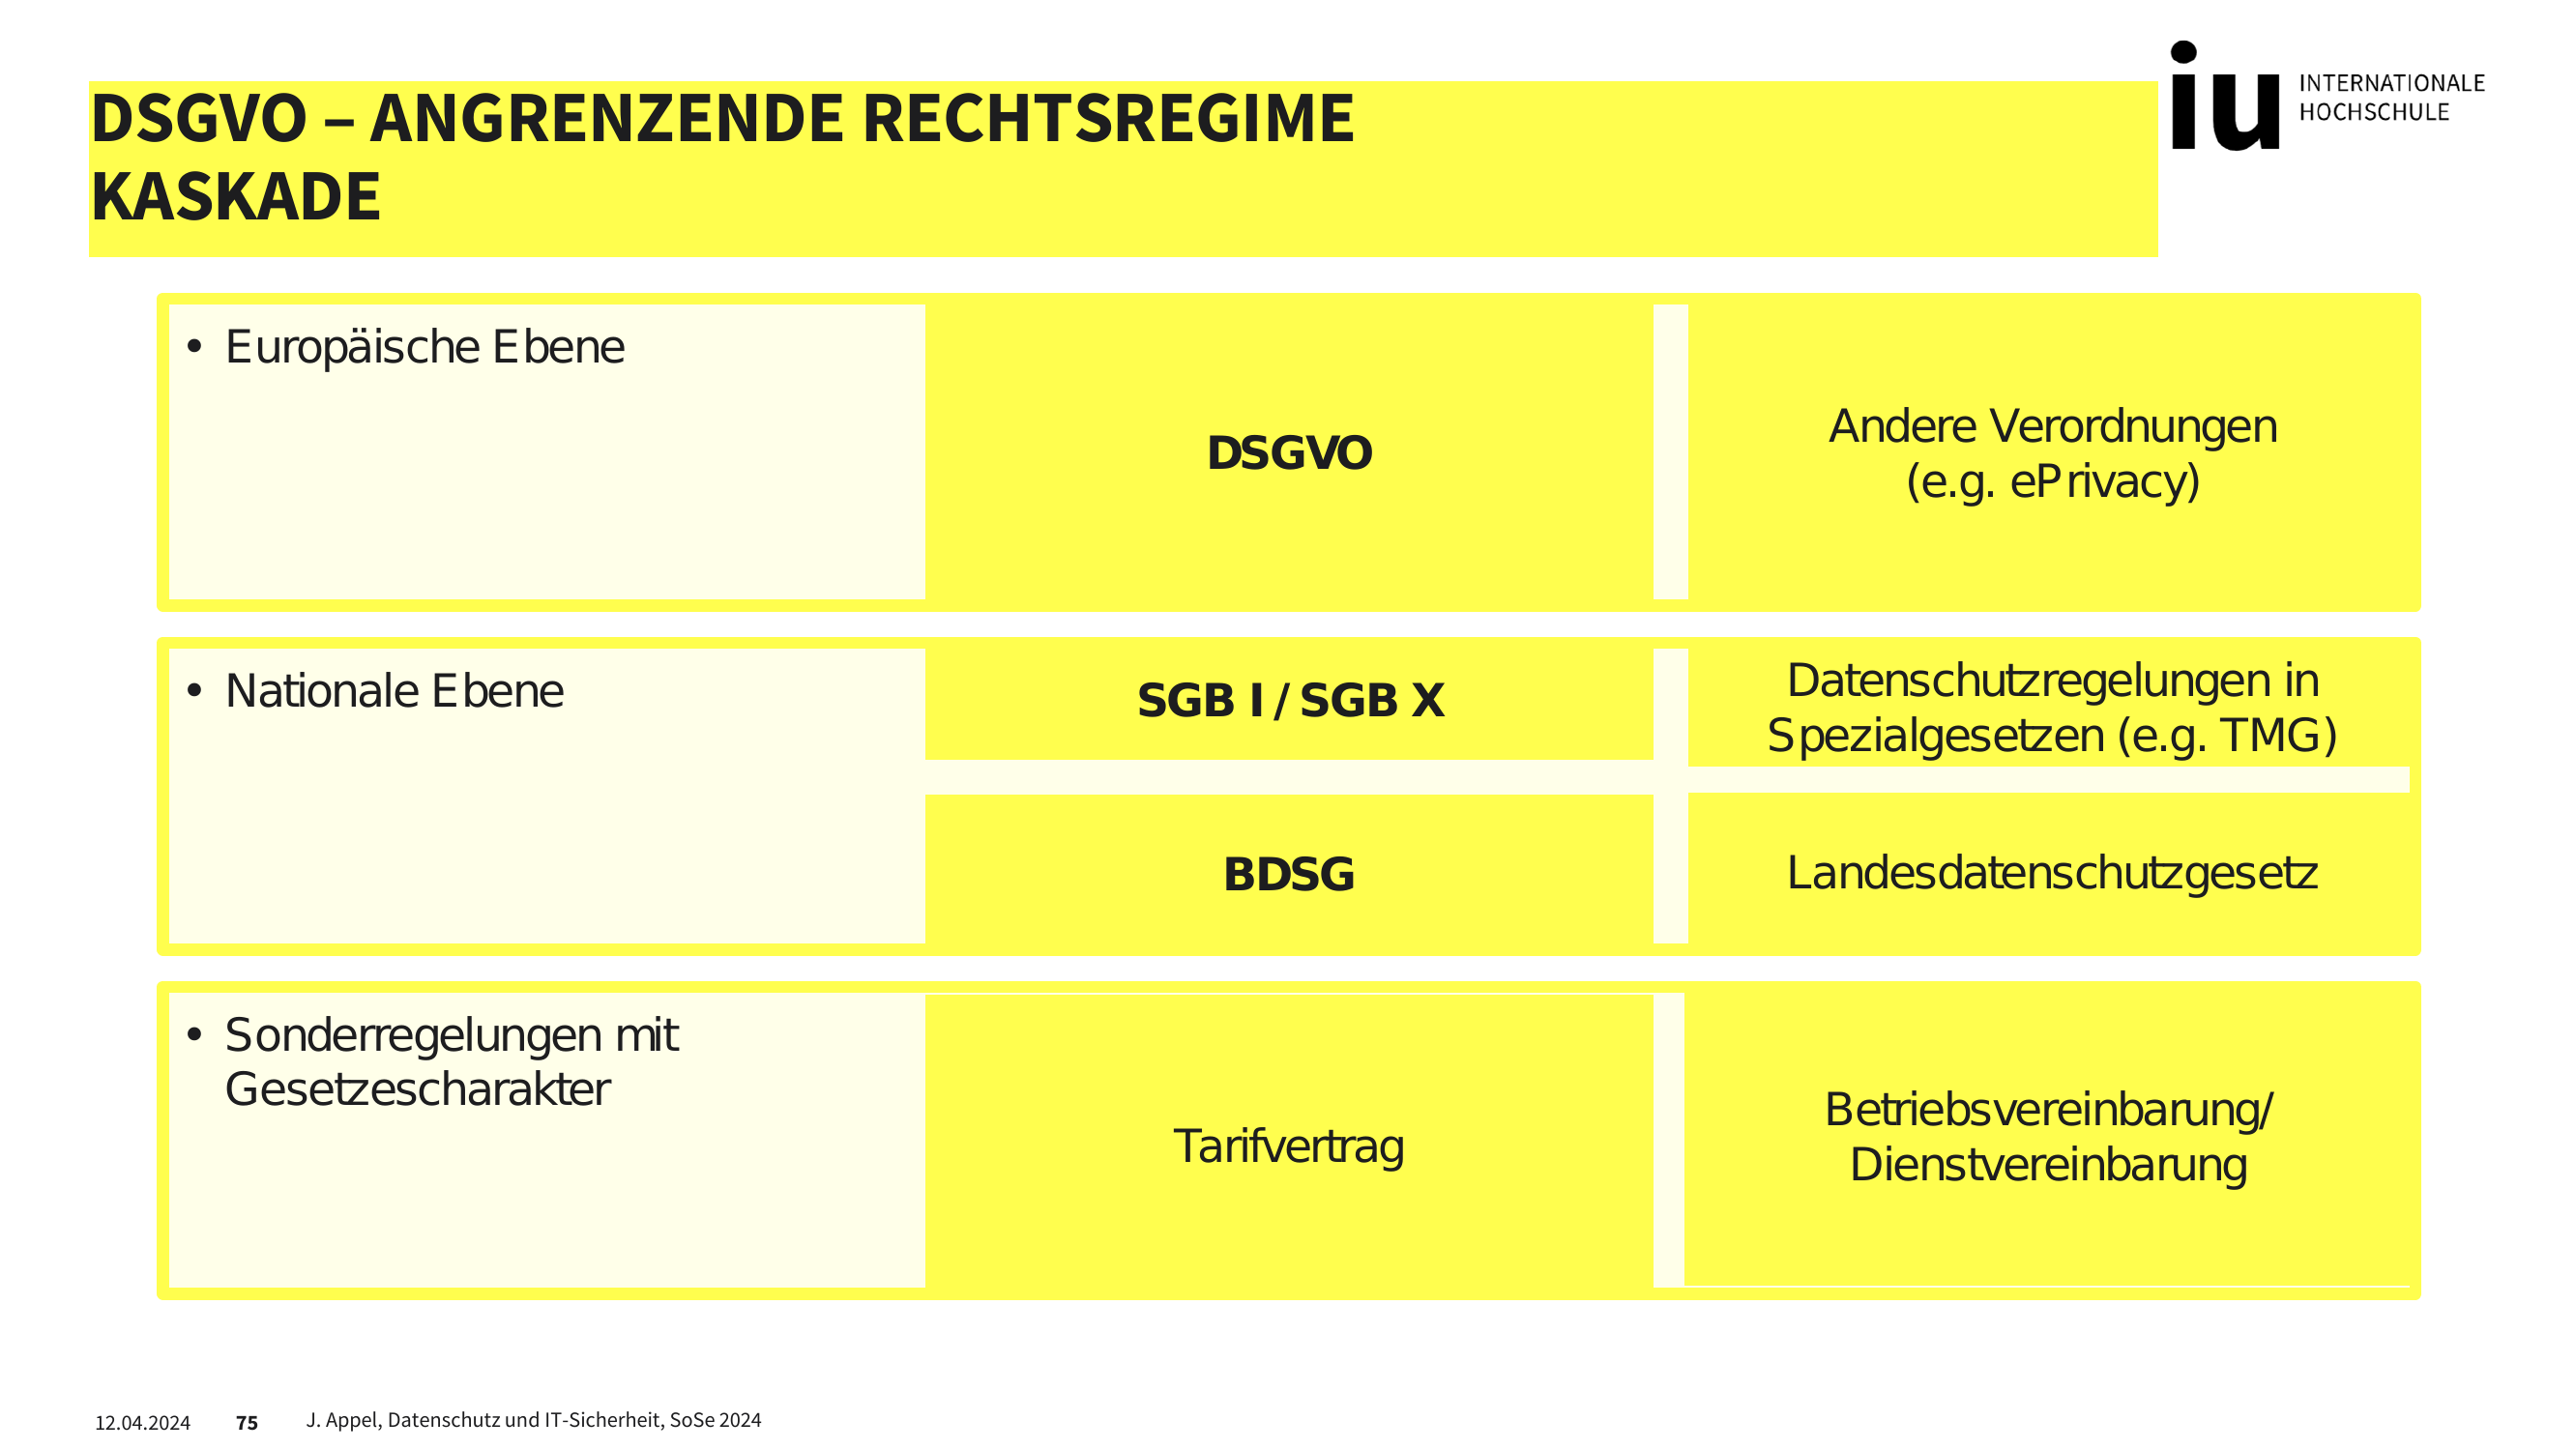 DSGVO – ANGRENZENDE RECHTSREGIME
KASKADE
iu INTERNATIONALE
HOCHSCHULE
• Europäische Ebene
DSGVO
Andere Verordnungen
(e.g. ePrivacy)
• Nationale Ebene
SGB I / SGB X
Datenschutzregelungen in
Spezialgesetzen (e.g. TMG)
BDSG
Landesdatenschutzgesetz
• Sonderregelungen mit
Gesetzescharakter
Tarifvertrag
Betriebsvereinbarung/
Dienstvereinbarung
12.04.2024 75 J. Appel, Datenschutz und IT-Sicherheit, SoSe 2024